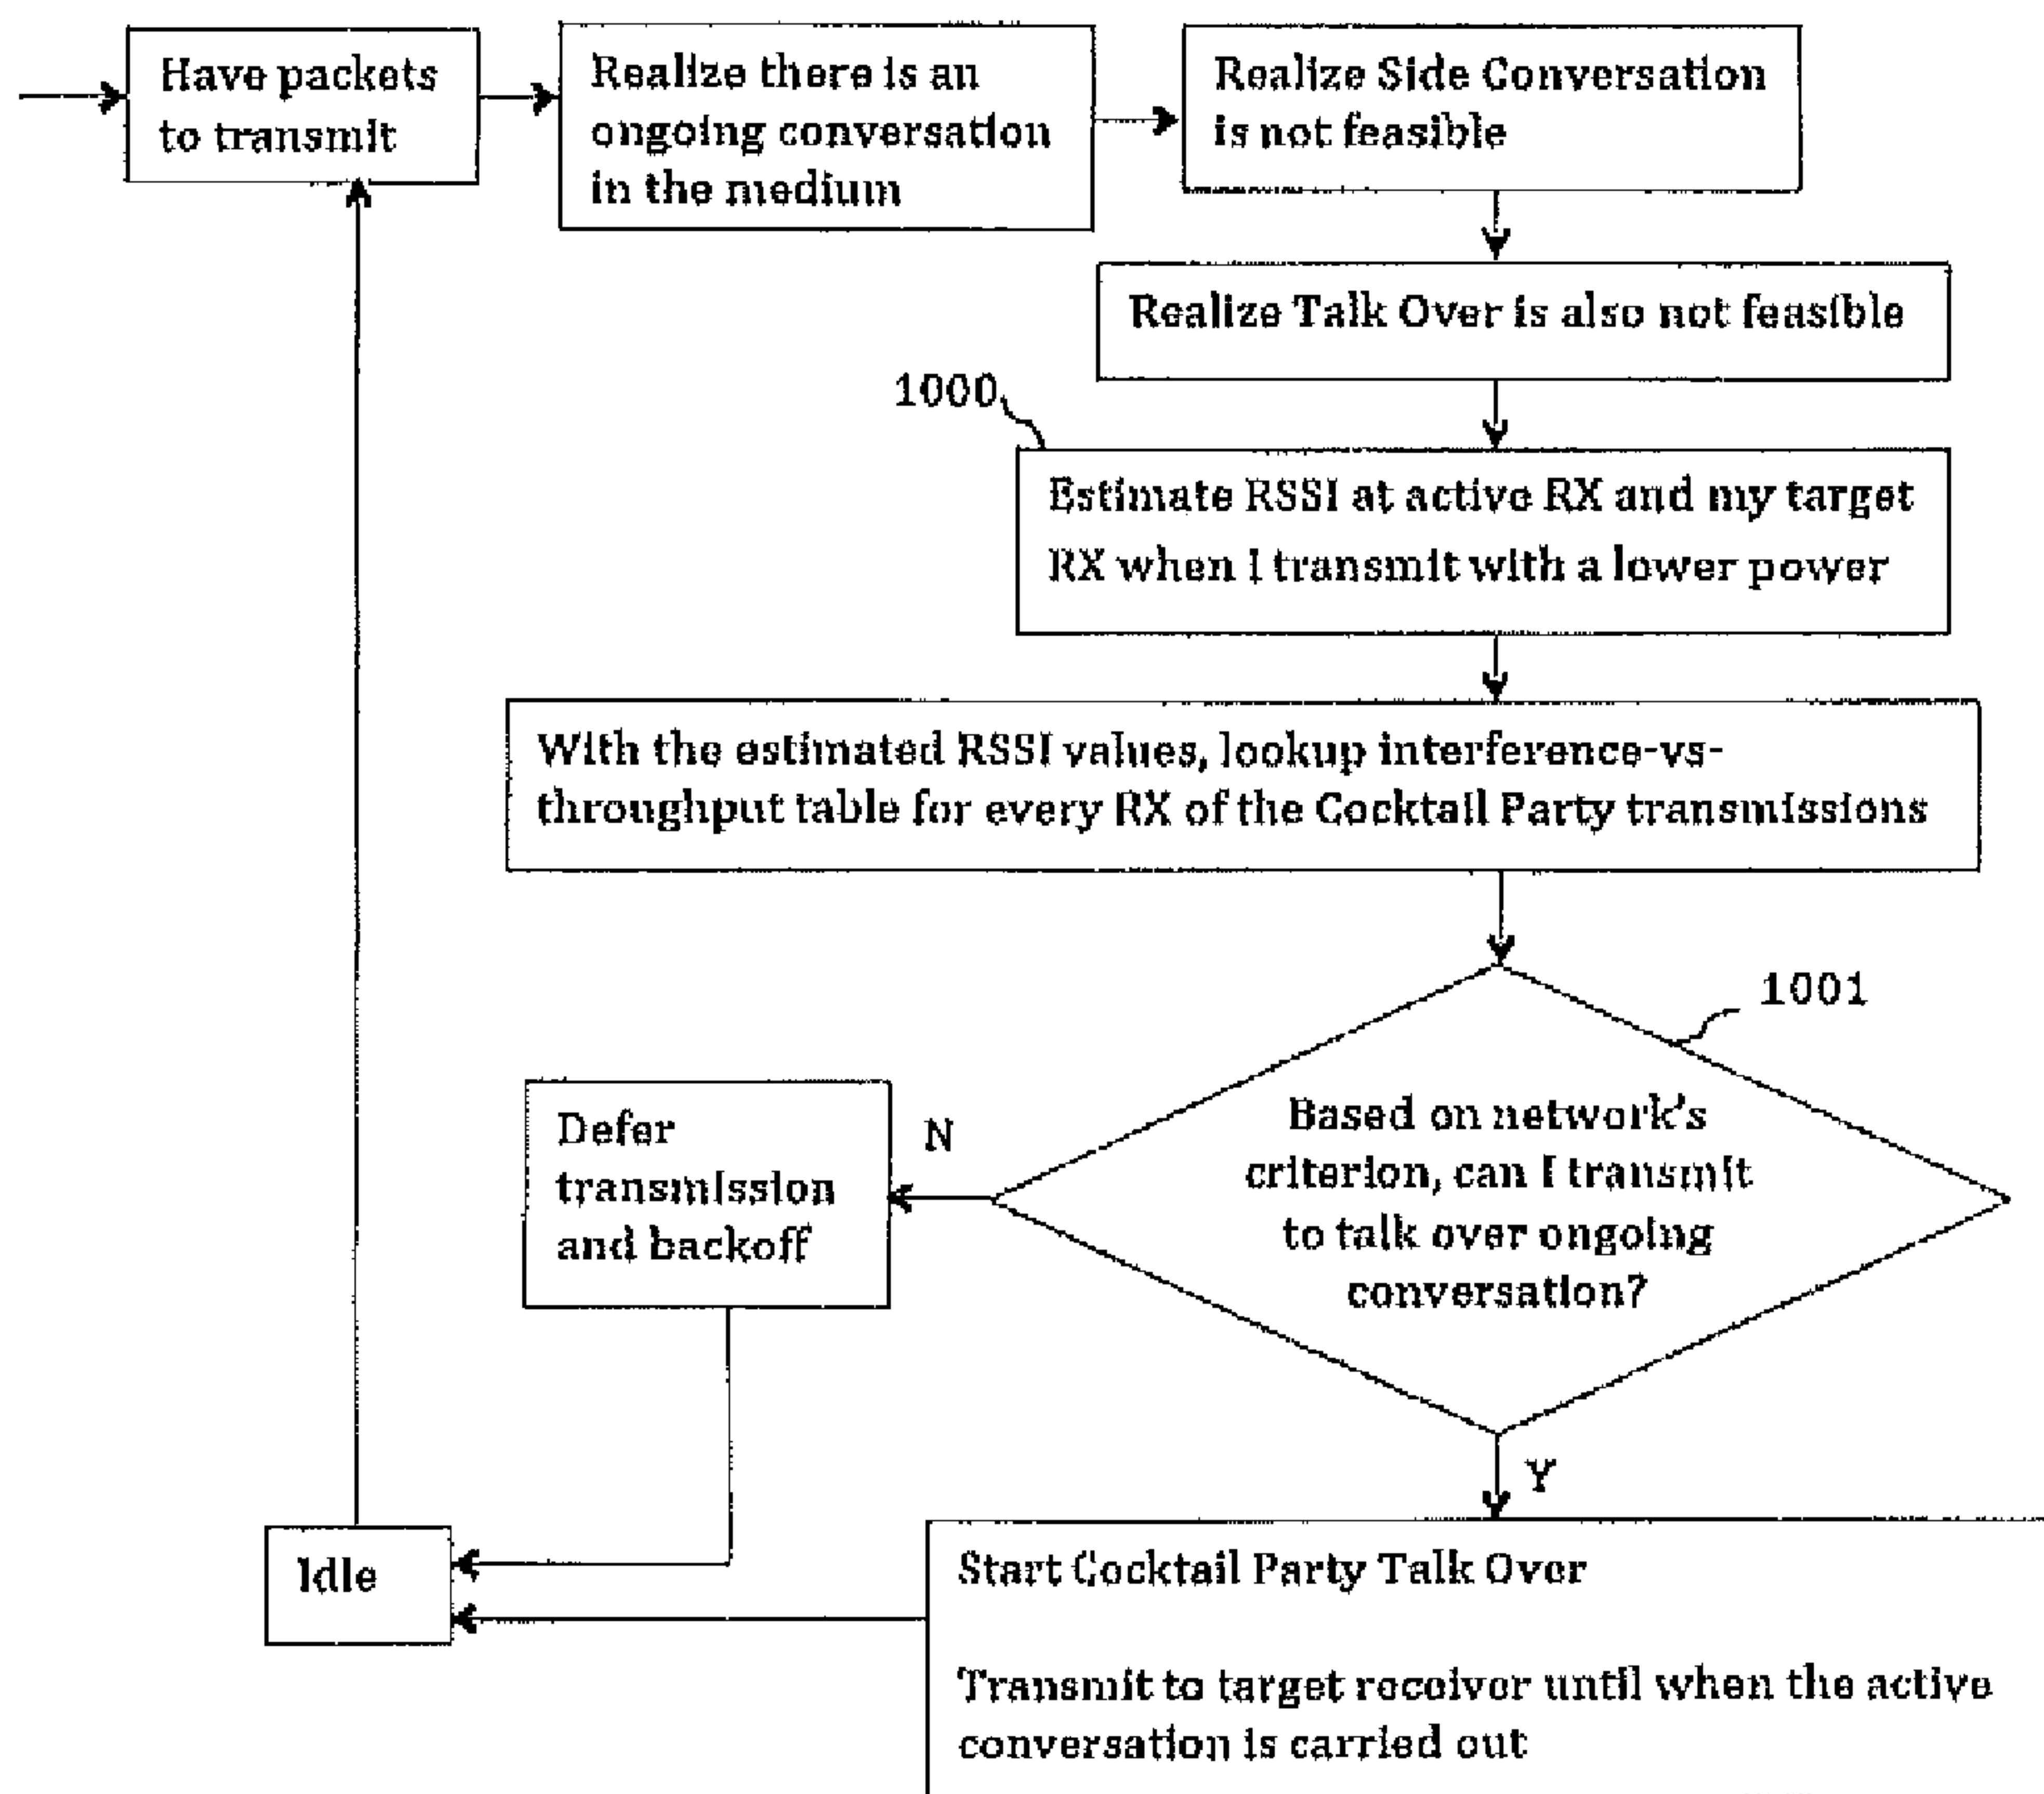 Have packets
to transmit
Realize there is an
ongoing conversation
in the medium
Realize Side Conversation
is not feasible
Realize Talk Over is also not feasible
1000
Estimate RSSI at active RX and my target
RX when I transmit with a lower power
With the estimated RSSI values, lookup interference-vs-
throughput table for every RX of the Cocktail Party transmissions
1001
Based on network's
criterion, can I transmit
to talk over ongoing
conversation?
N
Defer
transmission
and backoff
Y
Idle
Start Cocktail Party Talk Over
Transmit to target receiver until when the active
conversation is carried out